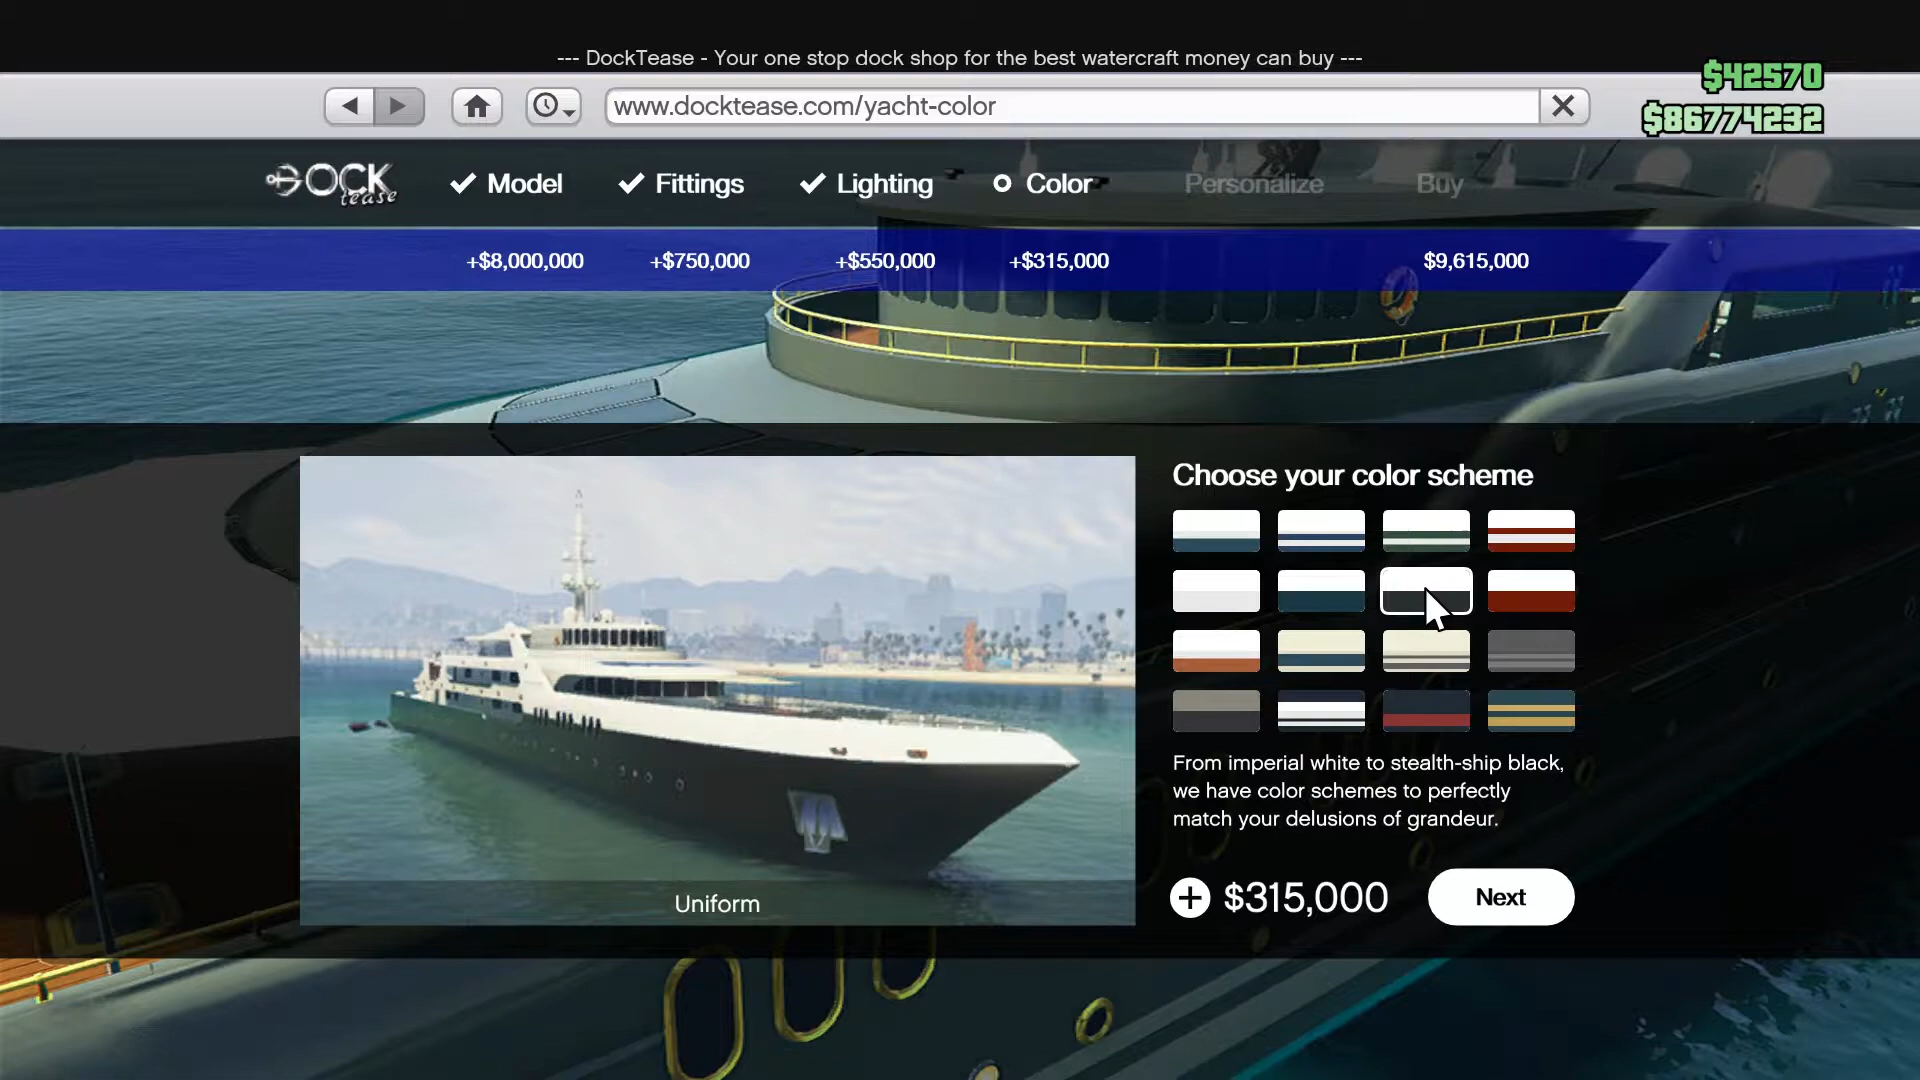 --- DockTease - Your one stop dock shop for the best watercraft money can buy ---
$42570
www.docktease.com/yacht-color
$86774232
DOCK
tease
Model
Fittings
Lighting
Color
Personalize
Buy
+$8,000,000
+$750,000
+$550,000
+$315,000
$9,615,000
Choose your color scheme
From imperial white to stealth-ship black,
we have color schemes to perfectly
match your delusions of grandeur.
$315,000
Next
Uniform